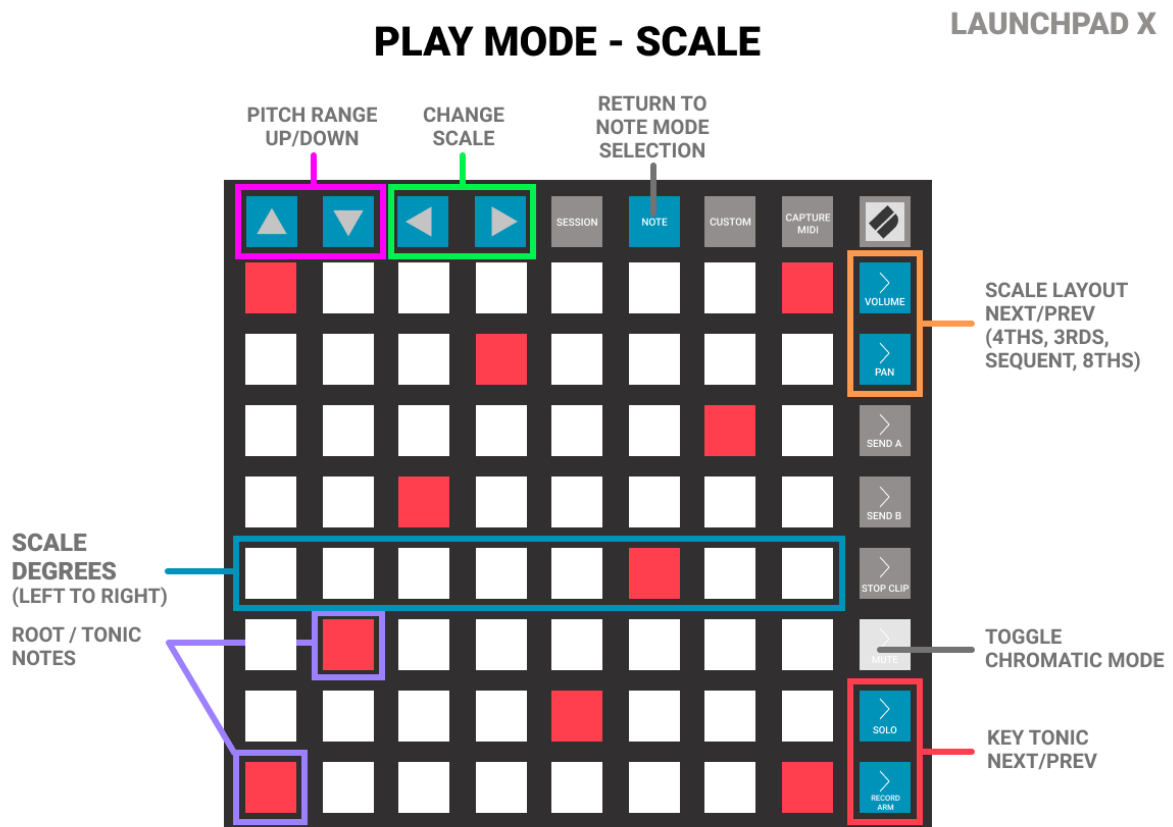 LAUNCHPAD X
PLAY MODE - SCALE
PITCH RANGE
UP/DOWN
CHANGE
SCALE
RETURN TO
NOTE MODE
SELECTION
SESSION
NOTE
CUSTOM
CAPTURE
MIDI
VOLUME
PAN
SEND A
SEND B
STOP CLIP
MUTE
SOLO
RECORD
ARM
SCALE LAYOUT
NEXT/PREV
(4THS, 3RDS,
SEQUENT, 8THS)
SCALE
DEGREES
(LEFT TO RIGHT)
ROOT / TONIC
NOTES
TOGGLE
CHROMATIC MODE
KEY TONIC
NEXT/PREV